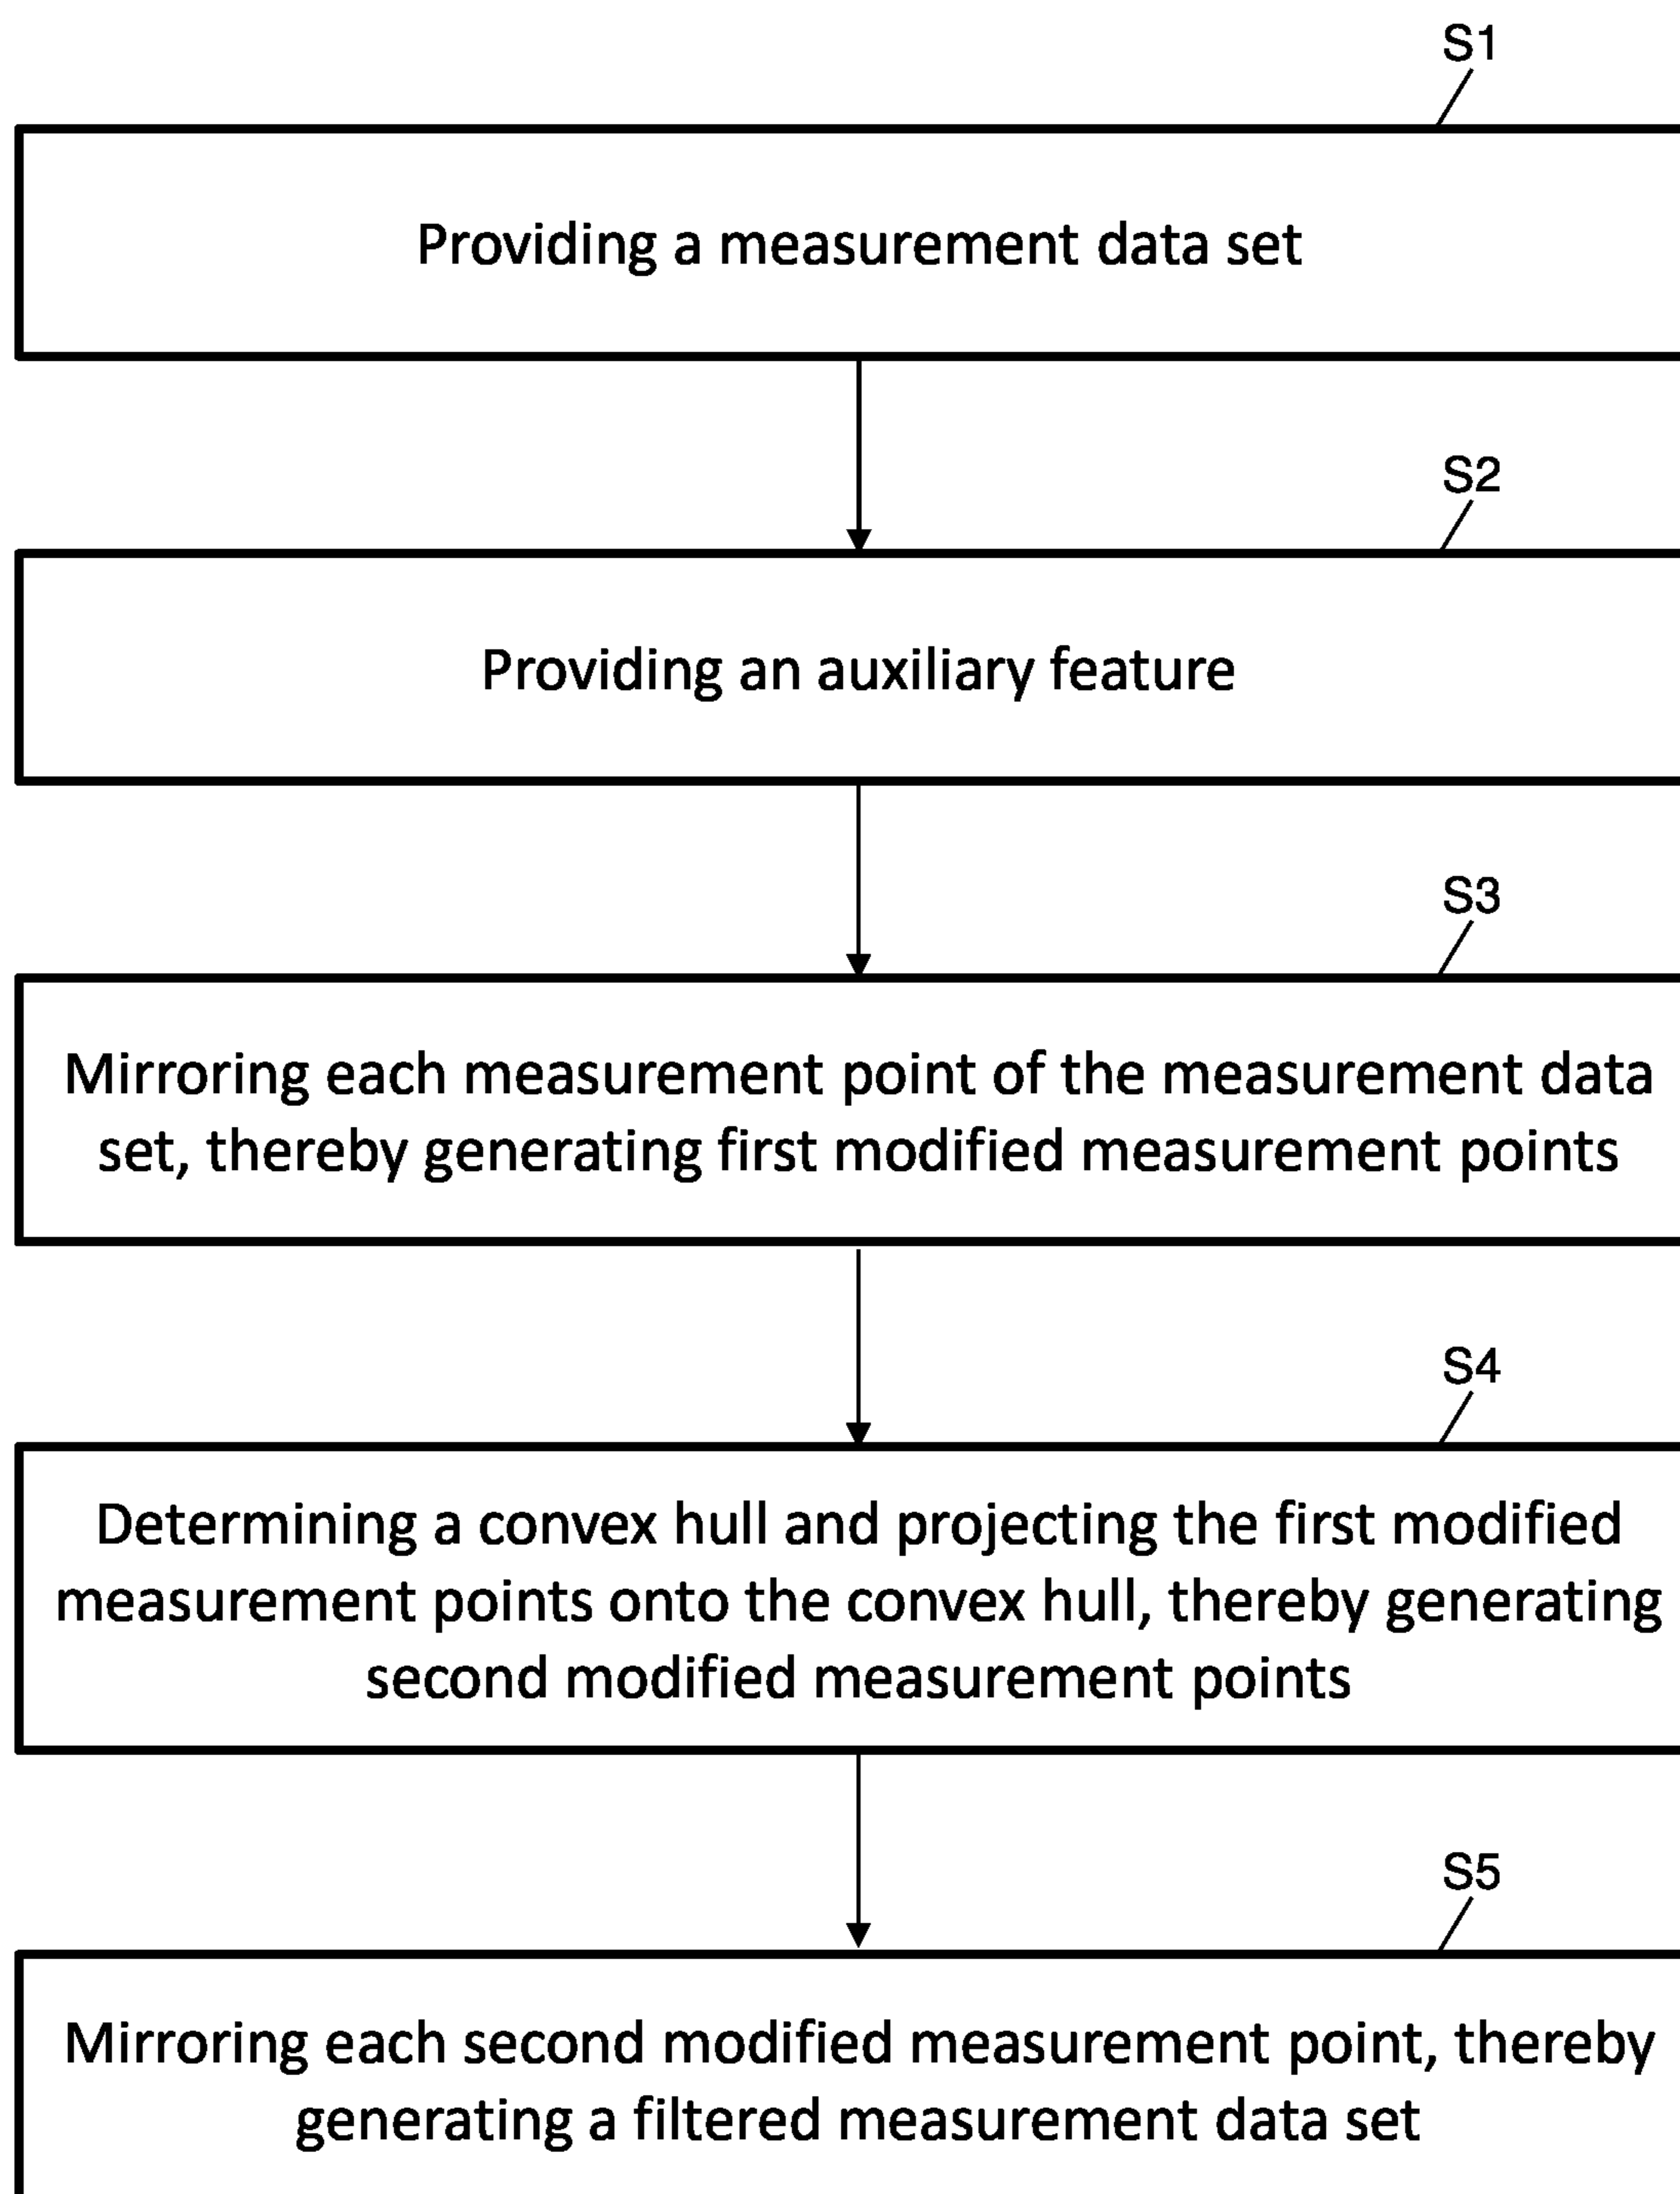 S1
Providing a measurement data set
S2
Providing an auxiliary feature
S3
Mirroring each measurement point of the measurement data
set, thereby generating first modified measurement points
S4
Determining a convex hull and projecting the first modified
measurement points onto the convex hull, thereby generating
second modified measurement points
S5
Mirroring each second modified measurement point, thereby
generating a filtered measurement data set